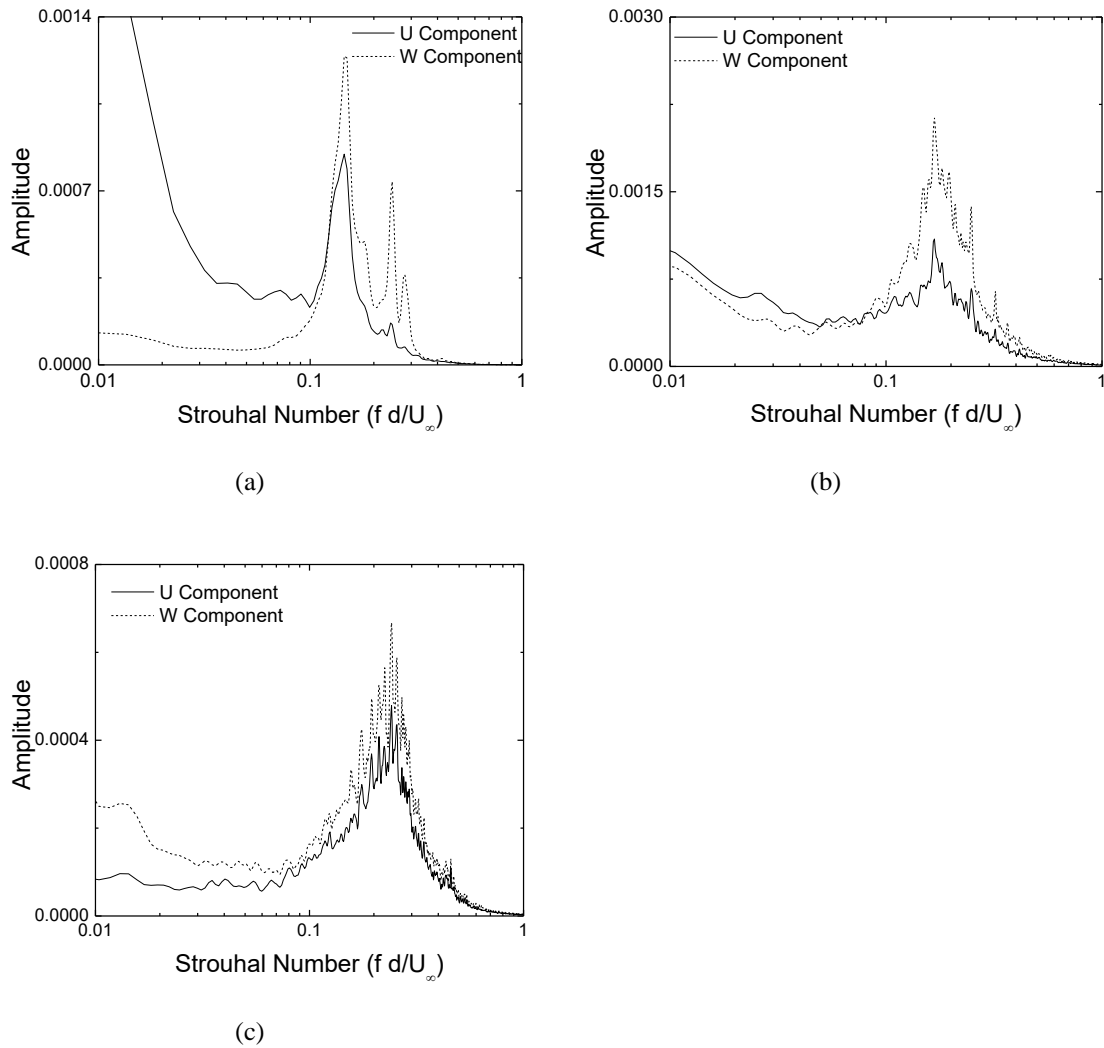 0.0014
U Component
W Component
0.0007
0.0000
0.01
0.1
1
Amplitude
Strouhal Number (f d/U∞)
(a)
0.0030
U Component
W Component
0.0015
0.0000
0.01
0.1
1
Amplitude
Strouhal Number (f d/U∞)
(b)
0.0008
U Component
W Component
0.0004
0.0000
0.01
0.1
1
Amplitude
Strouhal Number (f d/U∞)
(c)